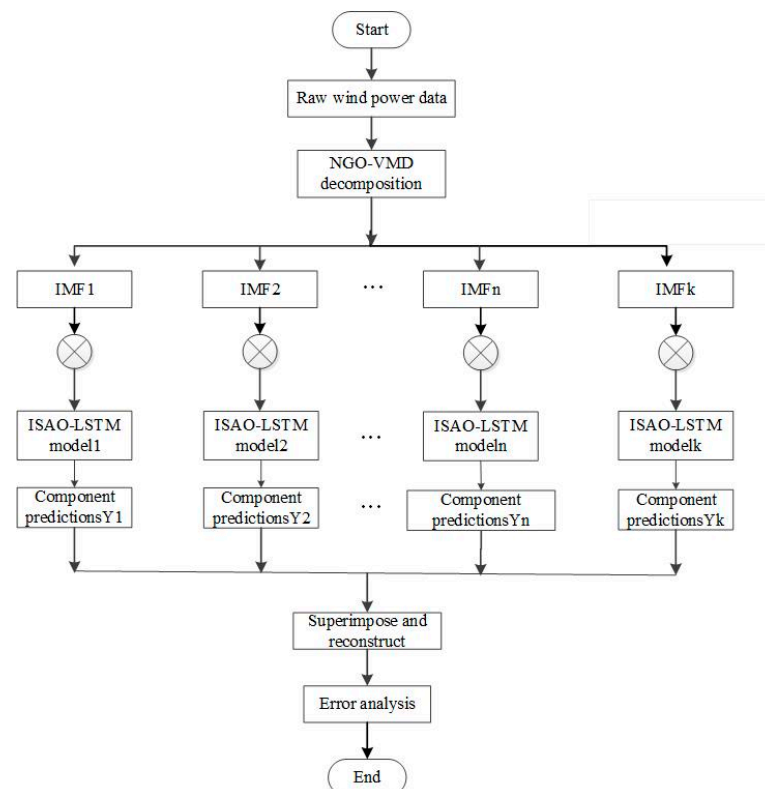 Start
Raw wind power data
NGO-VMD
decomposition
IMF1
IMF2
...
IMFn
IMFk
ISAO-LSTM
model1
ISAO-LSTM
model2
...
ISAO-LSTM
modeln
ISAO-LSTM
modelk
Component
predictionsY1
Component
predictionsY2
...
Component
predictionsYn
Component
predictionsYk
Superimpose and
reconstruct
Error analysis
End